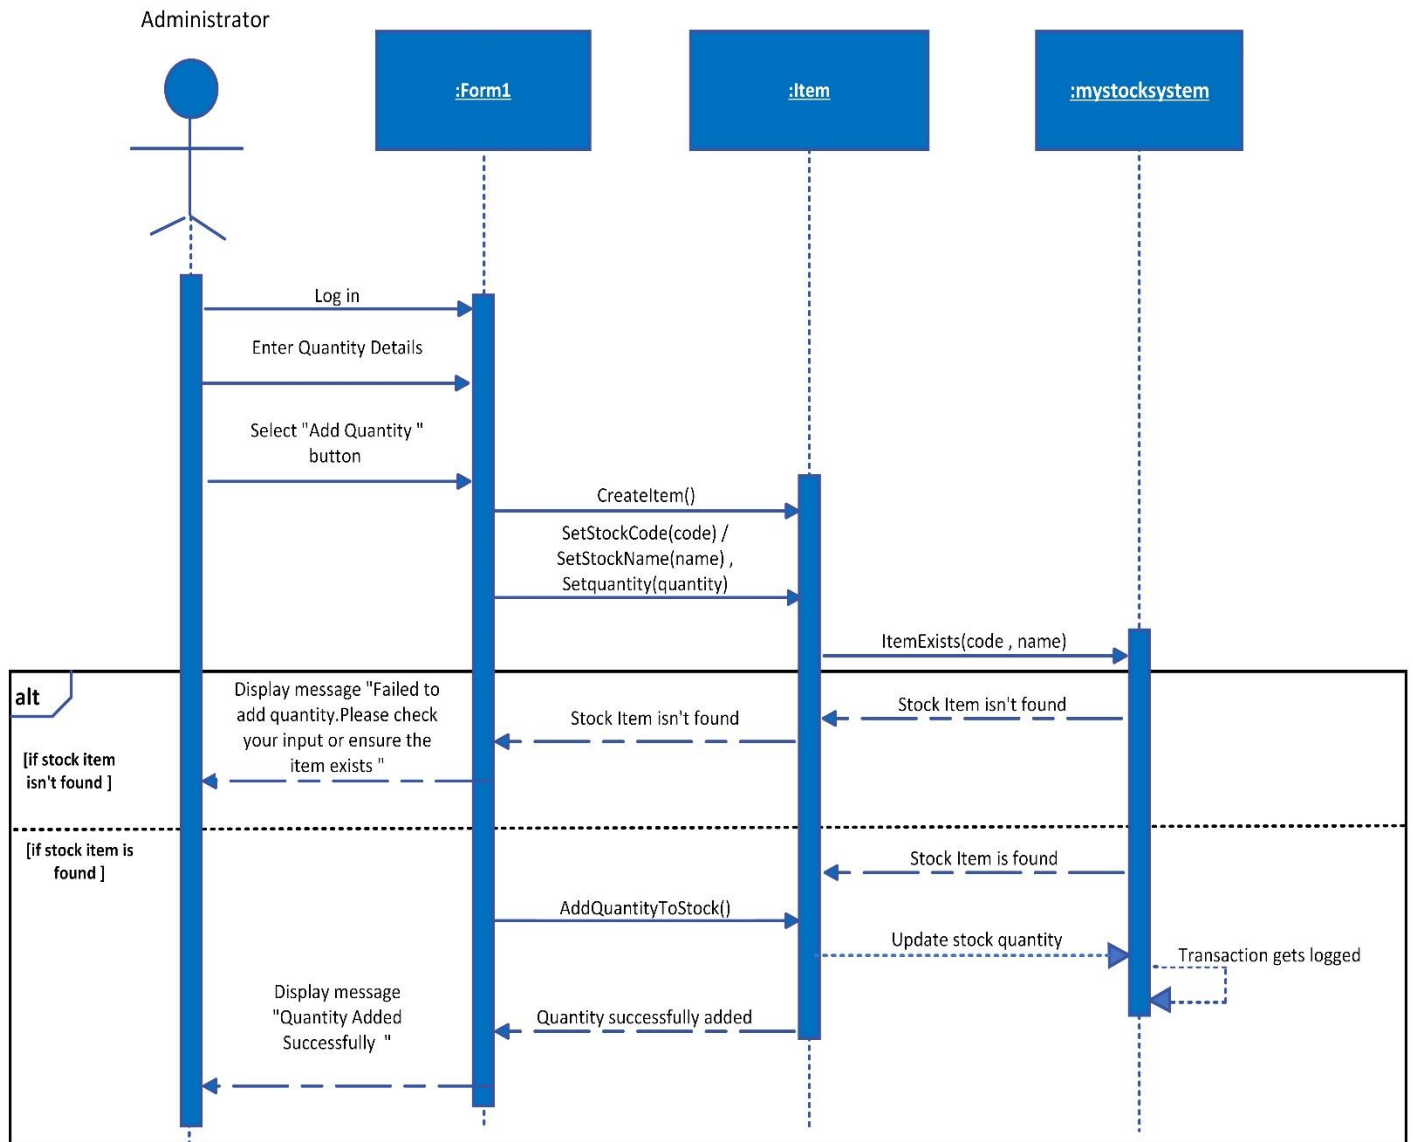 Administrator
:Form1
:Item
:mystocksystem
Log in
Enter Quantity Details
Select "Add Quantity "
button
CreateItem()
SetStockCode(code) /
SetStockName(name) ,
Setquantity(quantity)
ItemExists(code , name)
alt
[if stock item
isn't found ]
Display message "Failed to
add quantity.Please check
your input or ensure the
item exists "
Stock Item isn't found
Stock Item isn't found
[if stock item is
found ]
Stock Item is found
AddQuantityToStock()
Update stock quantity
Transaction gets logged
Quantity successfully added
Display message
"Quantity Added
Successfully "